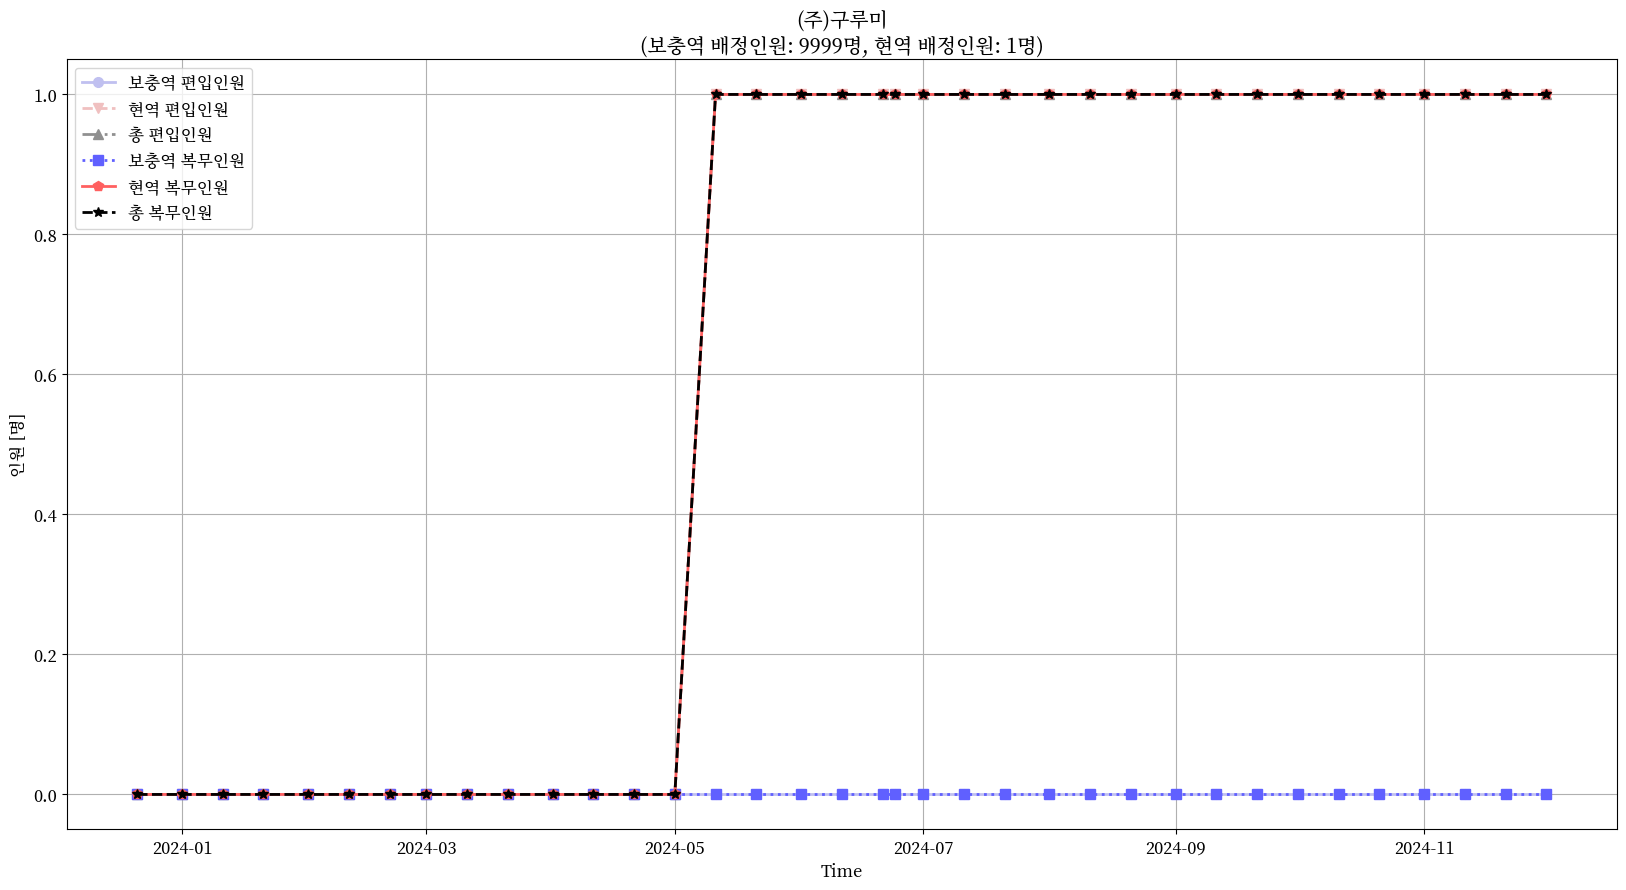 (주)구루미
(보충역 배정인원: 9999명, 현역 배정인원: 1명)
보충역 편입인원
현역 편입인원
총 편입인원
보충역 복무인원
현역 복무인원
총 복무인원
1.0
0.8
0.6
0.4
0.2
0.0
인원 [명]
2024-01
2024-03
2024-05
2024-07
2024-09
2024-11
Time